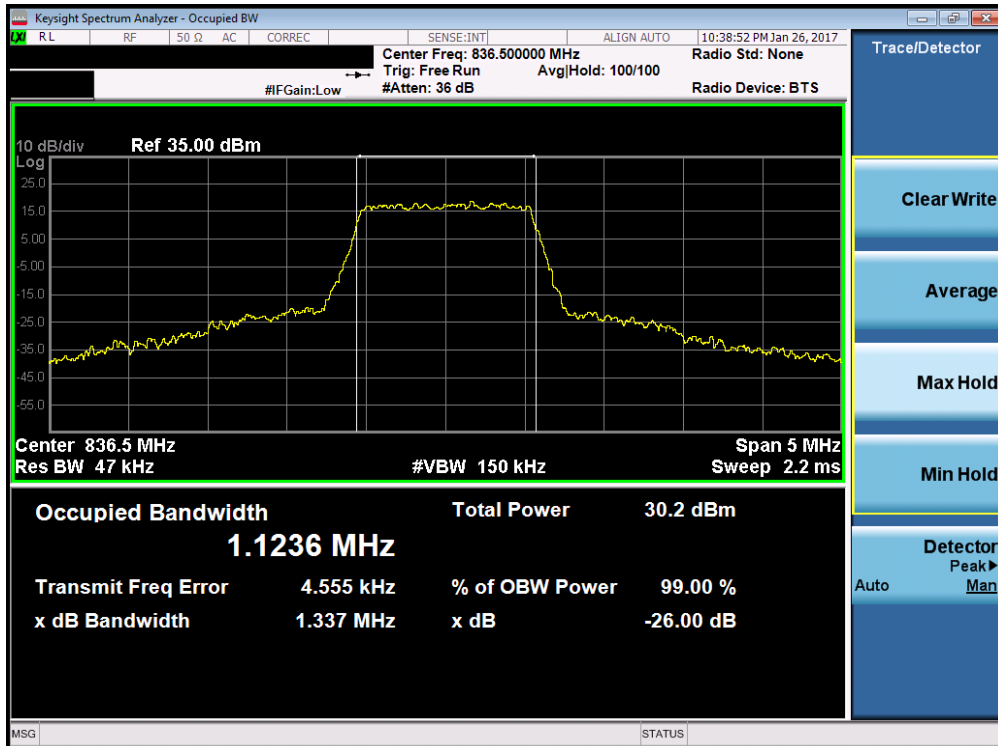 Keysight Spectrum Analyzer - Occupied BW
LXI RL RF 50 Ω AC CORREC SENSE:INT ALIGN AUTO 10:38:52 PM Jan 26, 2017
Center Freq: 836.500000 MHz Radio Std: None
Trig: Free Run Avg|Hold: 100/100
#IFGain:Low #Atten: 36 dB Radio Device: BTS
10 dB/div Ref 35.00 dBm
Log
25.0
15.0
5.00
-5.00
-15.0
-25.0
-35.0
-45.0
-55.0
Center 836.5 MHz Span 5 MHz
Res BW 47 kHz #VBW 150 kHz Sweep 2.2 ms
Occupied Bandwidth Total Power 30.2 dBm
1.1236 MHz
Transmit Freq Error 4.555 kHz % of OBW Power 99.00 %
x dB Bandwidth 1.337 MHz x dB -26.00 dB
Trace/Detector
Clear Write
Average
Max Hold
Min Hold
Detector
Peak▶
Auto Man
MSG STATUS